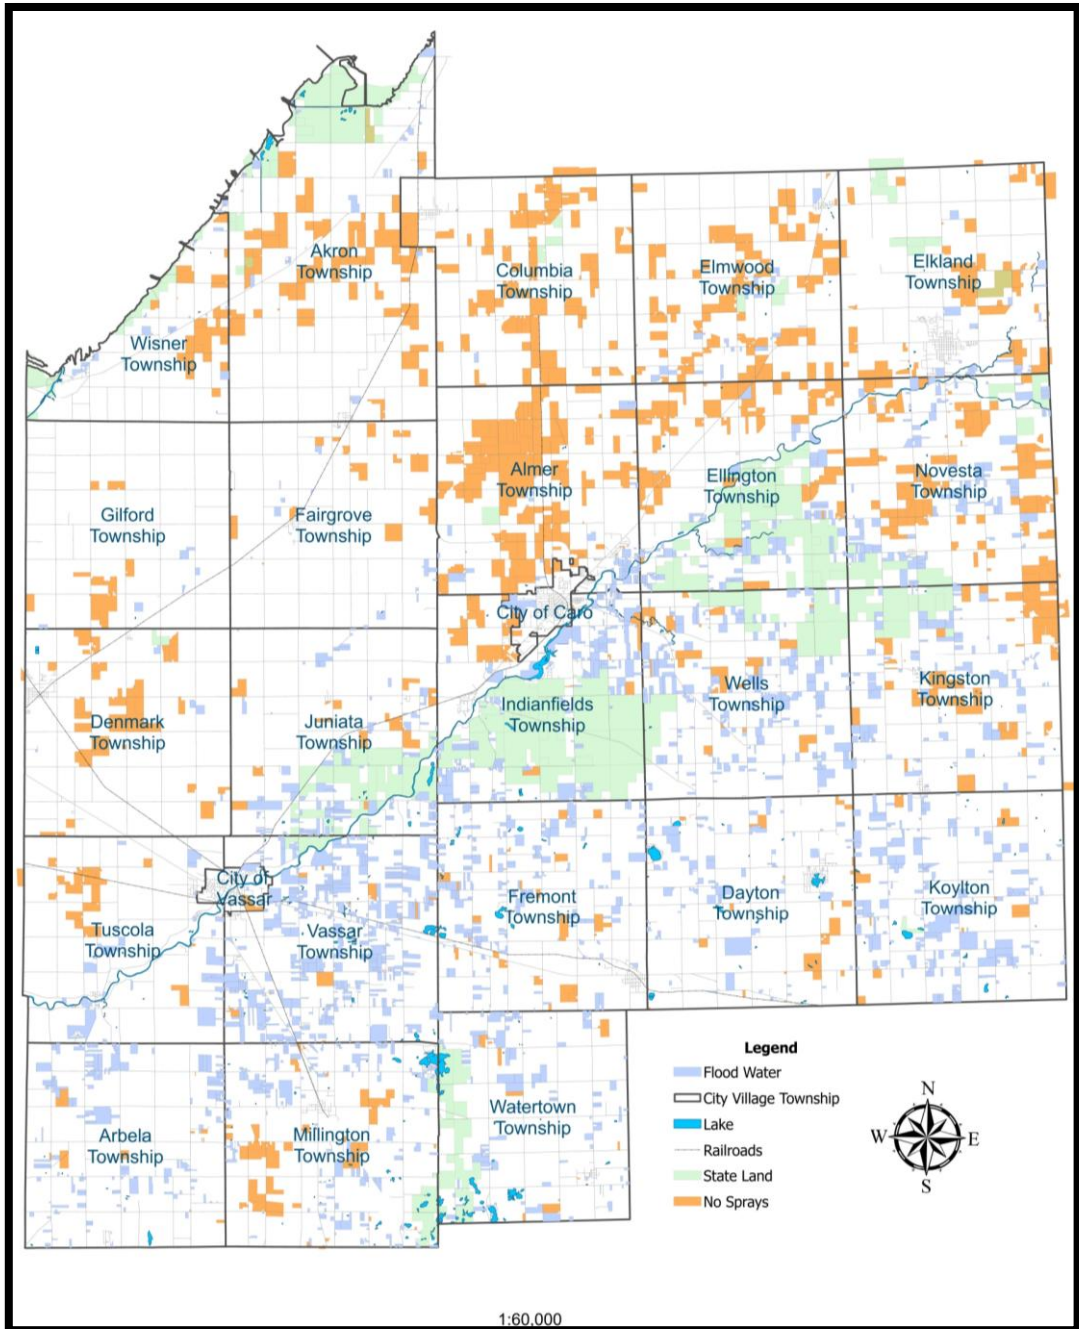 Akron
Township
Columbia
Township
Elmwood
Township
Elkland
Township
Wisner
Township
Gilford
Township
Fairgrove
Township
Almer
Township
Ellington
Township
Novesta
Township
City of Caro
Denmark
Township
Juniata
Township
Indianfields
Township
Wells
Township
Kingston
Township
City of
Vassar
Tuscola
Township
Vassar
Township
Fremont
Township
Dayton
Township
Koylton
Township
Arbela
Township
Millington
Township
Watertown
Township
Legend
Flood Water
City Village Township
Lake
Railroads
State Land
No Sprays
N
W
E
S
1:60,000